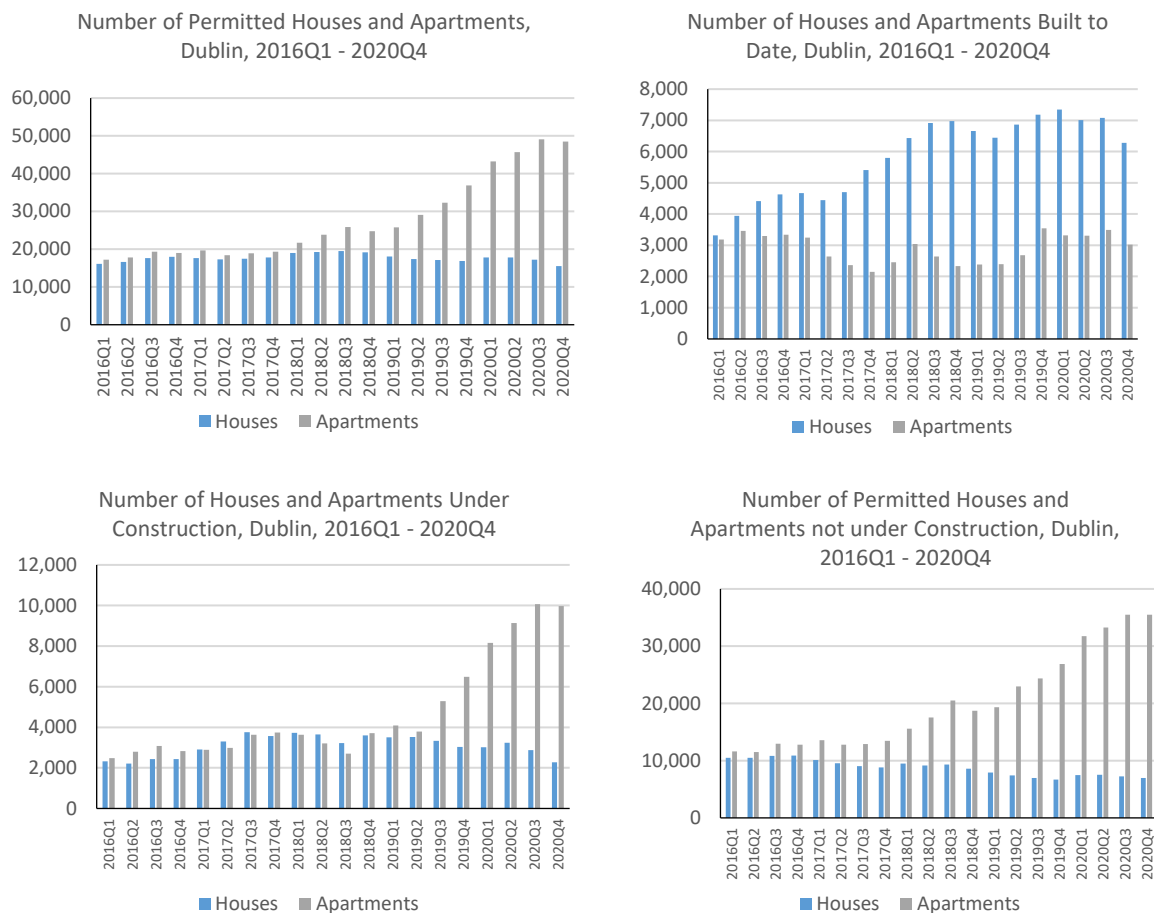 Number of Permitted Houses and Apartments,
Dublin, 2016Q1 - 2020Q4
60,000
50,000
40,000
30,000
20,000
10,000
0
2016Q1
2016Q2
2016Q3
2016Q4
2017Q1
2017Q2
2017Q3
2017Q4
2018Q1
2018Q2
2018Q3
2018Q4
2019Q1
2019Q2
2019Q3
2019Q4
2020Q1
2020Q2
2020Q3
2020Q4
Houses Apartments
Number of Houses and Apartments Built to
Date, Dublin, 2016Q1 - 2020Q4
8,000
7,000
6,000
5,000
4,000
3,000
2,000
1,000
0
2016Q1
2016Q2
2016Q3
2016Q4
2017Q1
2017Q2
2017Q3
2017Q4
2018Q1
2018Q2
2018Q3
2018Q4
2019Q1
2019Q2
2019Q3
2019Q4
2020Q1
2020Q2
2020Q3
2020Q4
Houses Apartments
Number of Houses and Apartments Under
Construction, Dublin, 2016Q1 - 2020Q4
12,000
10,000
8,000
6,000
4,000
2,000
0
2016Q1
2016Q2
2016Q3
2016Q4
2017Q1
2017Q2
2017Q3
2017Q4
2018Q1
2018Q2
2018Q3
2018Q4
2019Q1
2019Q2
2019Q3
2019Q4
2020Q1
2020Q2
2020Q3
2020Q4
Houses Apartments
Number of Permitted Houses and
Apartments not under Construction, Dublin,
2016Q1 - 2020Q4
40,000
30,000
20,000
10,000
0
2016Q1
2016Q2
2016Q3
2016Q4
2017Q1
2017Q2
2017Q3
2017Q4
2018Q1
2018Q2
2018Q3
2018Q4
2019Q1
2019Q2
2019Q3
2019Q4
2020Q1
2020Q2
2020Q3
2020Q4
Houses Apartments